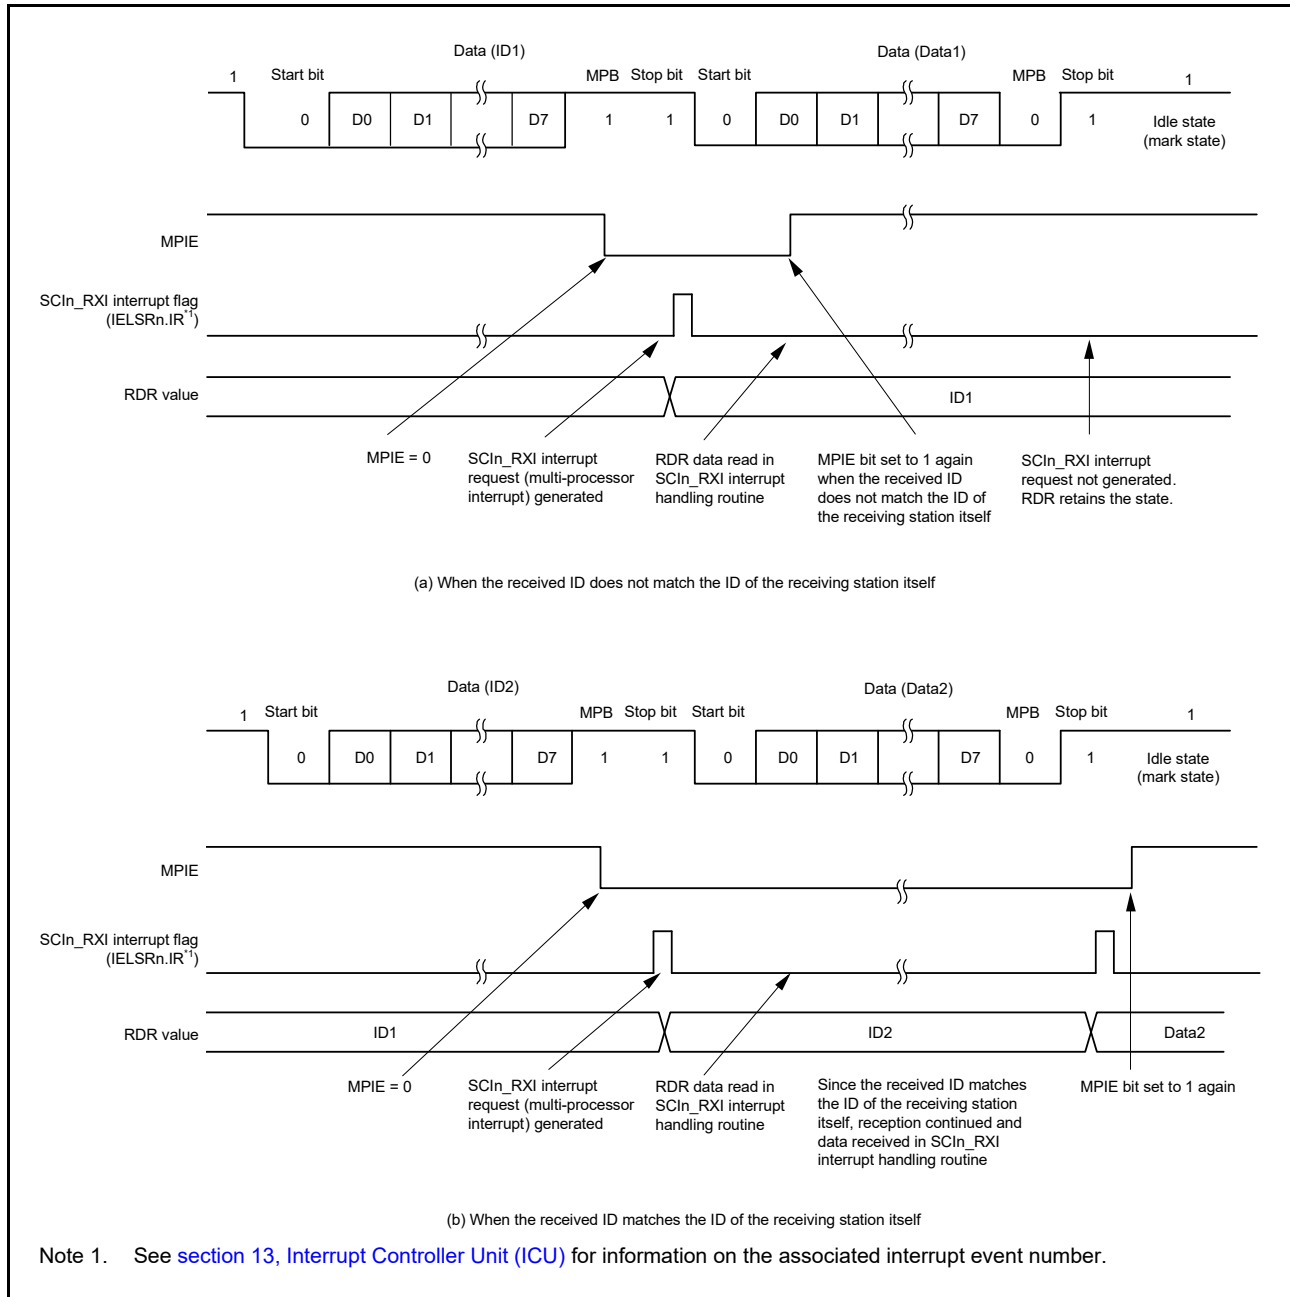 Data (ID1) Data (Data1)
1 Start bit MPB Stop bit Start bit MPB Stop bit 1
0 D0 D1 D7 1 1 0 D0 D1 D7 0 1 Idle state
(mark state)
MPIE
SCIn_RXI interrupt flag
(IELSRn.IR*1)
RDR value ID1
MPIE = 0
SCIn_RXI interrupt
request (multi-processor
interrupt) generated
RDR data read in
SCIn_RXI interrupt
handling routine
MPIE bit set to 1 again
when the received ID
does not match the ID of
the receiving station itself
SCIn_RXI interrupt
request not generated.
RDR retains the state.
(a) When the received ID does not match the ID of the receiving station itself
Data (ID2) Data (Data2)
1 Start bit MPB Stop bit Start bit MPB Stop bit 1
0 D0 D1 D7 1 1 0 D0 D1 D7 0 1 Idle state
(mark state)
MPIE
SCIn_RXI interrupt flag
(IELSRn.IR*1)
RDR value ID1 ID2 Data2
MPIE = 0
SCIn_RXI interrupt
request (multi-processor
interrupt) generated
RDR data read in
SCIn_RXI interrupt
handling routine
Since the received ID matches
the ID of the receiving station
itself, reception continued and
data received in SCIn_RXI
interrupt handling routine
MPIE bit set to 1 again
(b) When the received ID matches the ID of the receiving station itself
Note 1. See section 13, Interrupt Controller Unit (ICU) for information on the associated interrupt event number.